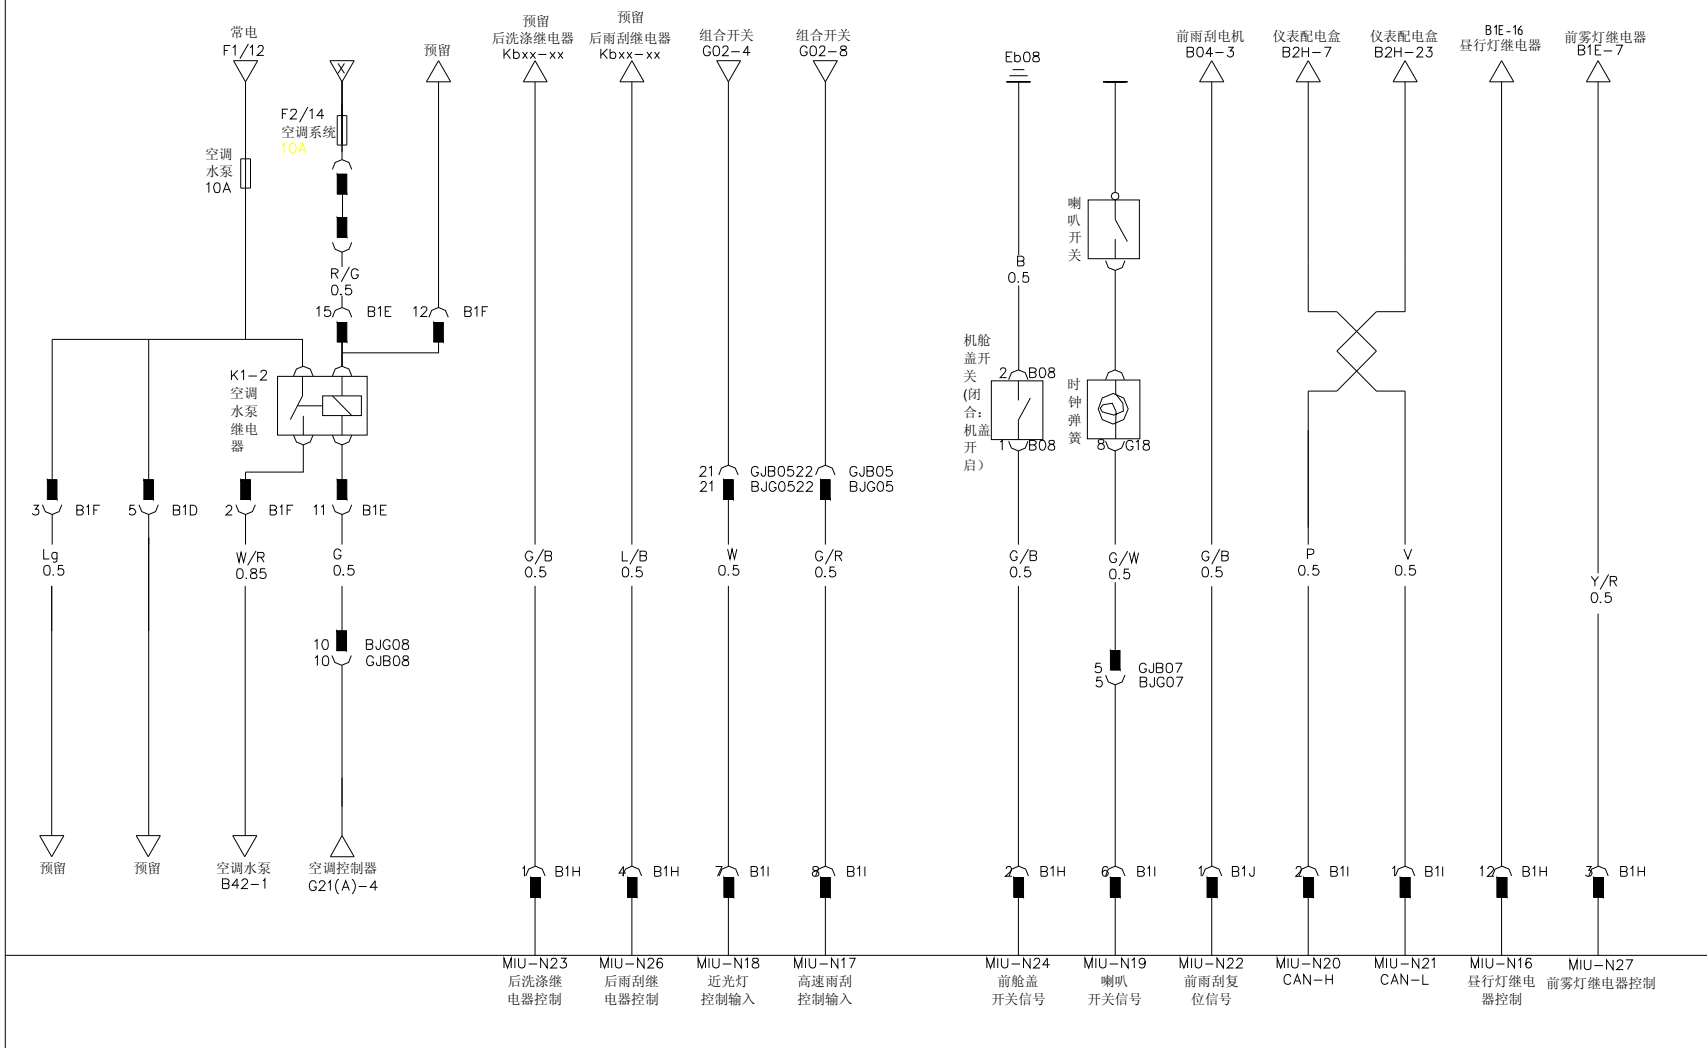 常电
F1/12
X
预留
预留
后洗涤继电器
Kbxx-xx
预留
后雨刮继电器
Kbxx-xx
组合开关
G02-4
组合开关
G02-8
Eb08
前雨刮电机
B04-3
仪表配电盒
B2H-7
仪表配电盒
B2H-23
B1E-16
昼行灯继电器
前雾灯继电器
B1E-7
F2/14
空调系统
10A
空调
水泵
10A
R/G
0.5
15 B1E
12 B1F
K1-2
空调
水泵
继电
器
B
0.5
喇
叭
开
关
机舱
盖开
关
(闭
合:
机盖
开
启)
2 B08
1 B08
时
钟
弹
簧
8 G18
21 GJB05
21 BJG05
22 GJB05
22 BJG05
3 B1F
5 B1D
2 B1F
11 B1E
Lg
0.5
W/R
0.85
G
0.5
G/B
0.5
L/B
0.5
W
0.5
G/R
0.5
G/B
0.5
G/W
0.5
G/B
0.5
P
0.5
V
0.5
Y/R
0.5
10 BJG08
10 GJB08
5 GJB07
5 BJG07
预留
预留
空调水泵
B42-1
空调控制器
G21(A)-4
1 B1H
4 B1H
7 B1I
8 B1I
2 B1H
6 B1I
1 B1J
2 B1I
1 B1I
12 B1H
3 B1H
MIU-N23
后洗涤继
电器控制
MIU-N26
后雨刮继
电器控制
MIU-N18
近光灯
控制输入
MIU-N17
高速雨刮
控制输入
MIU-N24
前舱盖
开关信号
MIU-N19
喇叭
开关信号
MIU-N22
前雨刮复
位信号
MIU-N20
CAN-H
MIU-N21
CAN-L
MIU-N16
昼行灯继电
器控制
MIU-N27
前雾灯继电器控制